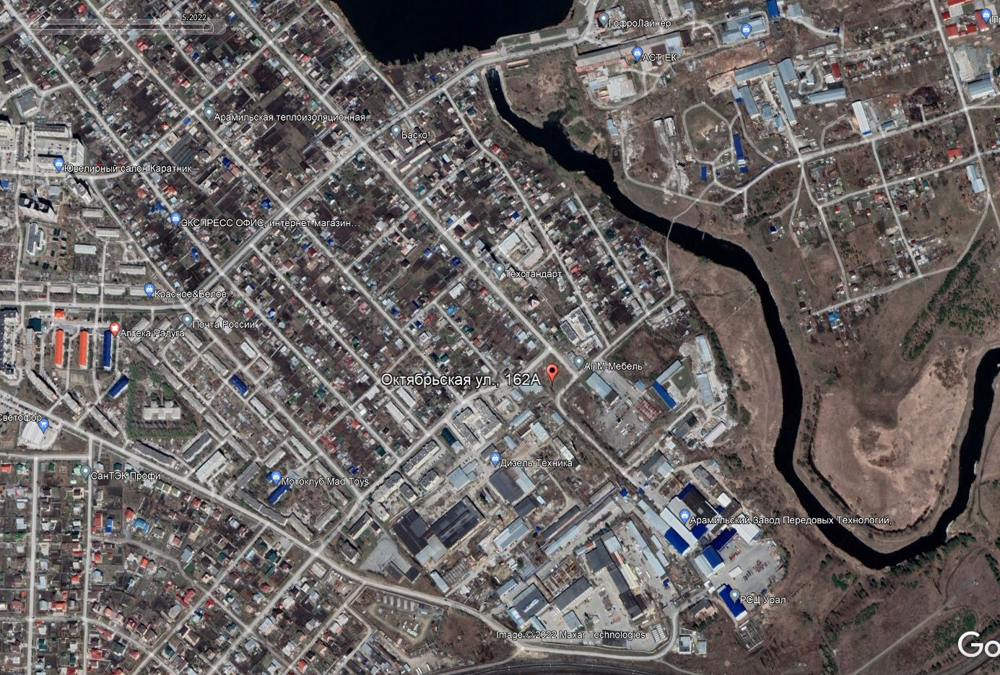 5.2022
ГофроЛайнер
АСТ ЕК
Арамильская теплоизоляционная...
Баско!
Ювелирный салон Каратник
ЭКСПРЕСС ОФИС, интернет-магазин...
Техстандарт
Красное&Белое
Почта России
Аптека Радуга
АПМ-Мебель
Октябрьская ул., 162А
Светофор
Дизель-Техника
СанТЭК Профи
Мотоклуб Mad Toys
Арамильский Завод Передовых Технологий,
РСЦ Урал
Image © 2022 Maxar Technologies
Go